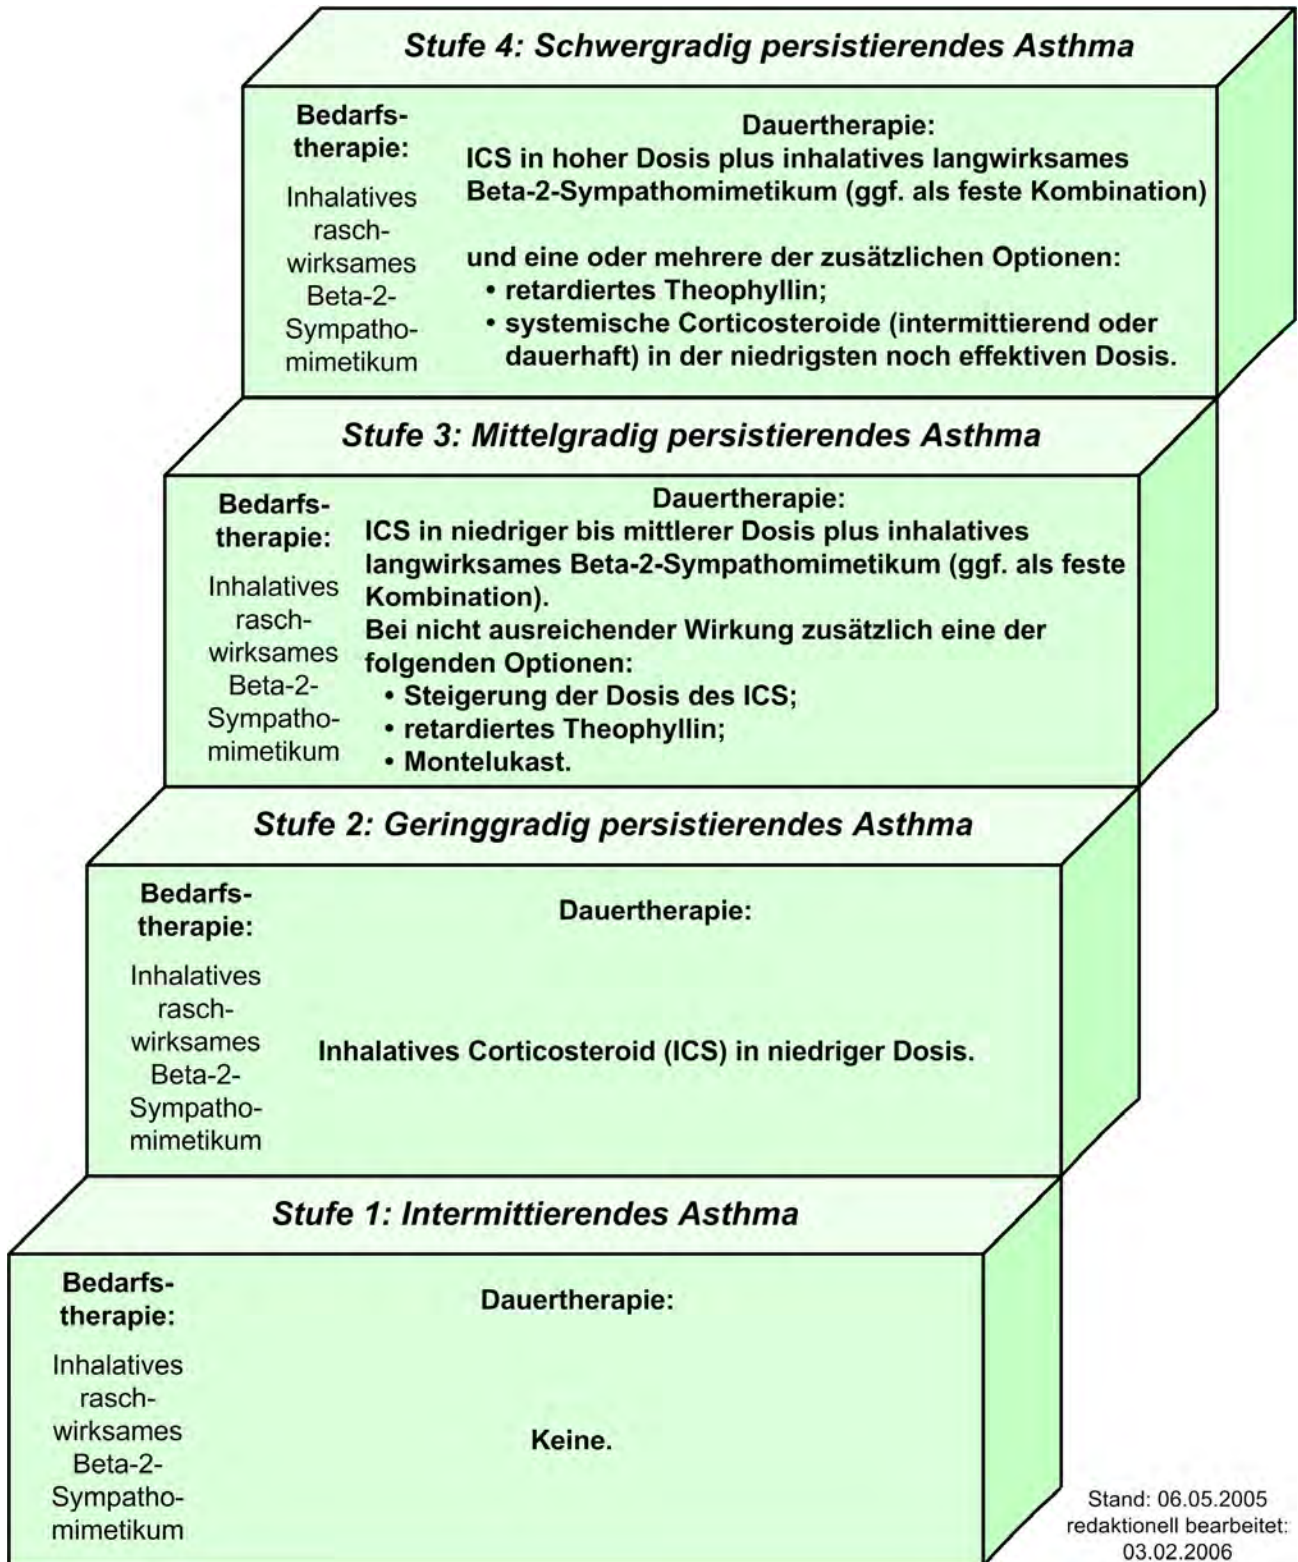 Stufe 4: Schwergradig persistierendes Asthma
Bedarfs-
therapie:
Inhalatives
rasch-
wirksames
Beta-2-
Sympatho-
mimetikum
Dauertherapie:
ICS in hoher Dosis plus inhalatives langwirksames
Beta-2-Sympathomimetikum (ggf. als feste Kombination)
und eine oder mehrere der zusätzlichen Optionen:
• retardiertes Theophyllin;
• systemische Corticosteroide (intermittierend oder
dauerhaft) in der niedrigsten noch effektiven Dosis.
Stufe 3: Mittelgradig persistierendes Asthma
Bedarfs-
therapie:
Inhalatives
rasch-
wirksames
Beta-2-
Sympatho-
mimetikum
Dauertherapie:
ICS in niedriger bis mittlerer Dosis plus inhalatives
langwirksames Beta-2-Sympathomimetikum (ggf. als feste
Kombination).
Bei nicht ausreichender Wirkung zusätzlich eine der
folgenden Optionen:
• Steigerung der Dosis des ICS;
• retardiertes Theophyllin;
• Montelukast.
Stufe 2: Geringgradig persistierendes Asthma
Bedarfs-
therapie:
Inhalatives
rasch-
wirksames
Beta-2-
Sympatho-
mimetikum
Dauertherapie:
Inhalatives Corticosteroid (ICS) in niedriger Dosis.
Stufe 1: Intermittierendes Asthma
Bedarfs-
therapie:
Inhalatives
rasch-
wirksames
Beta-2-
Sympatho-
mimetikum
Dauertherapie:
Keine.
Stand: 06.05.2005
redaktionell bearbeitet:
03.02.2006